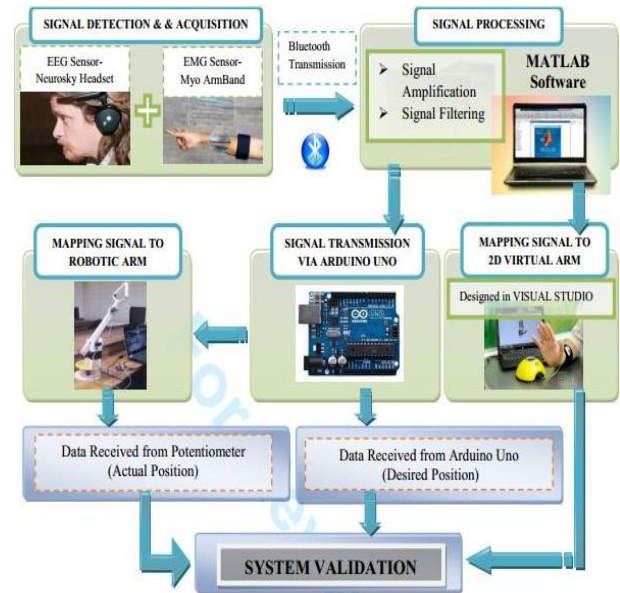 SIGNAL DETECTION & & ACQUISITION
EEG Sensor-
Neurosky Headset
EMG Sensor-
Myo ArmBand
Bluetooth
Transmission
SIGNAL PROCESSING
➢ Signal
Amplification
➢ Signal Filtering
MATLAB
Software
MAPPING SIGNAL TO
ROBOTIC ARM
SIGNAL TRANSMISSION
VIA ARDUINO UNO
ARDUINO
UNO
MAPPING SIGNAL TO
2D VIRTUAL ARM
Designed in VISUAL STUDIO
Data Received from Potentiometer
(Actual Position)
Data Received from Arduino Uno
(Desired Position)
SYSTEM VALIDATION